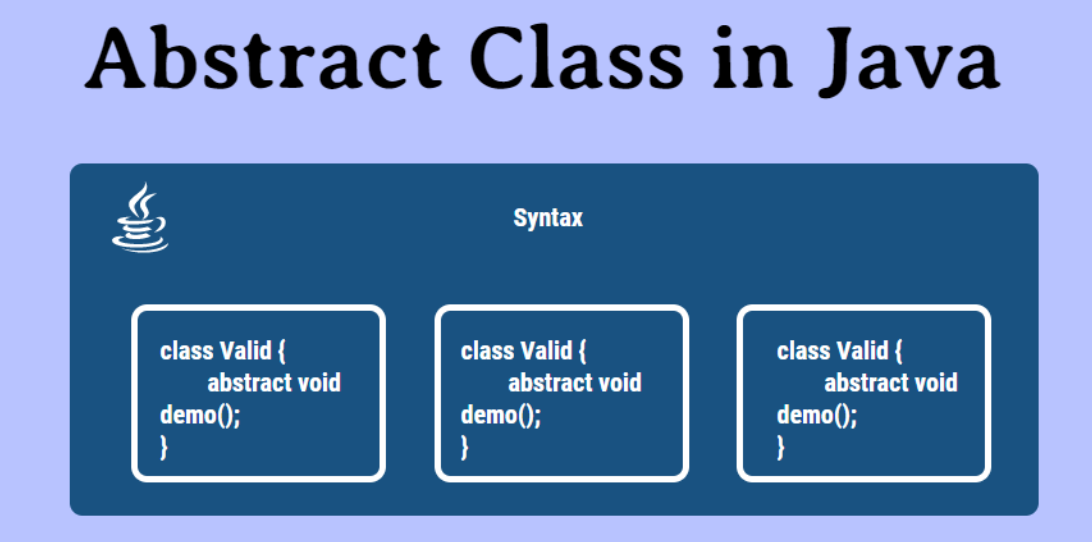 Abstract Class in Java
Syntax
class Valid {
abstract void
demo();
}
class Valid {
abstract void
demo();
}
class Valid {
abstract void
demo();
}